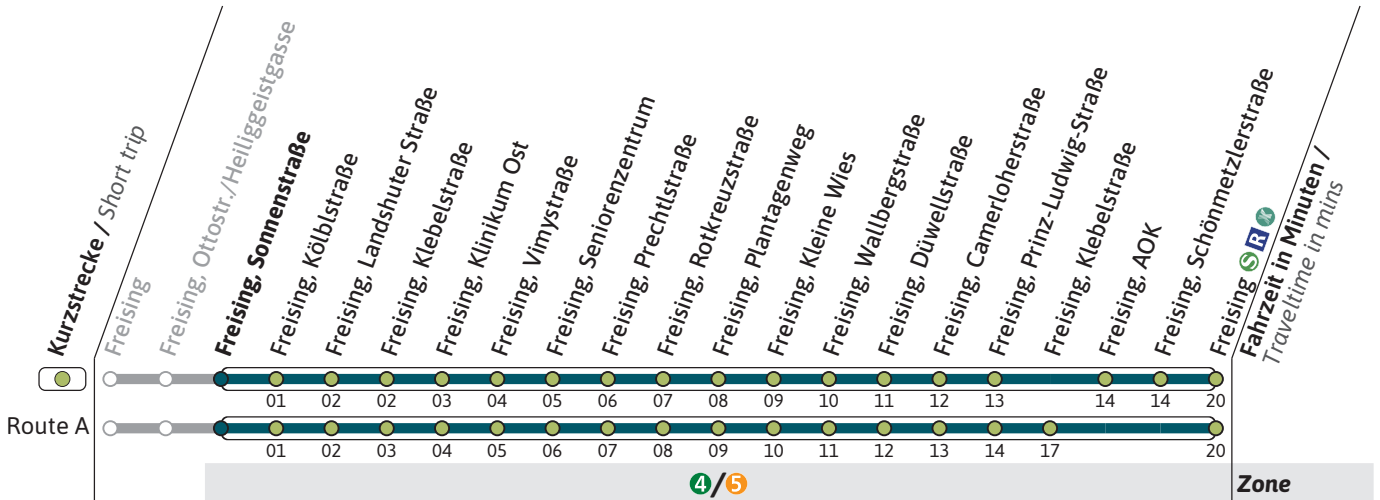 Kurzstrecke / Short trip
Freising
Freising, Ottostr./Heiliggeistgasse
Freising, Sonnenstraße
Freising, Kölblstraße
Freising, Landshuter Straße
Freising, Klebelstraße
Freising, Klinikum Ost
Freising, Vimystraße
Freising, Seniorenzentrum
Freising, Prechtlstraße
Freising, Rotkreuzstraße
Freising, Plantagenweg
Freising, Kleine Wies
Freising, Wallbergstraße
Freising, Düwellstraße
Freising, Camerloherstraße
Freising, Prinz-Ludwig-Straße
Freising, Klebelstraße
Freising, AOK
Freising, Schönmetzlerstraße
Freising S R X
Fahrzeit in Minuten /
Traveltime in mins
01 02 02 03 04 05 06 07 08 09 10 11 12 13 14 14 20
Route A
01 02 03 04 05 06 07 08 09 10 11 12 13 14 17 20
4/5 Zone